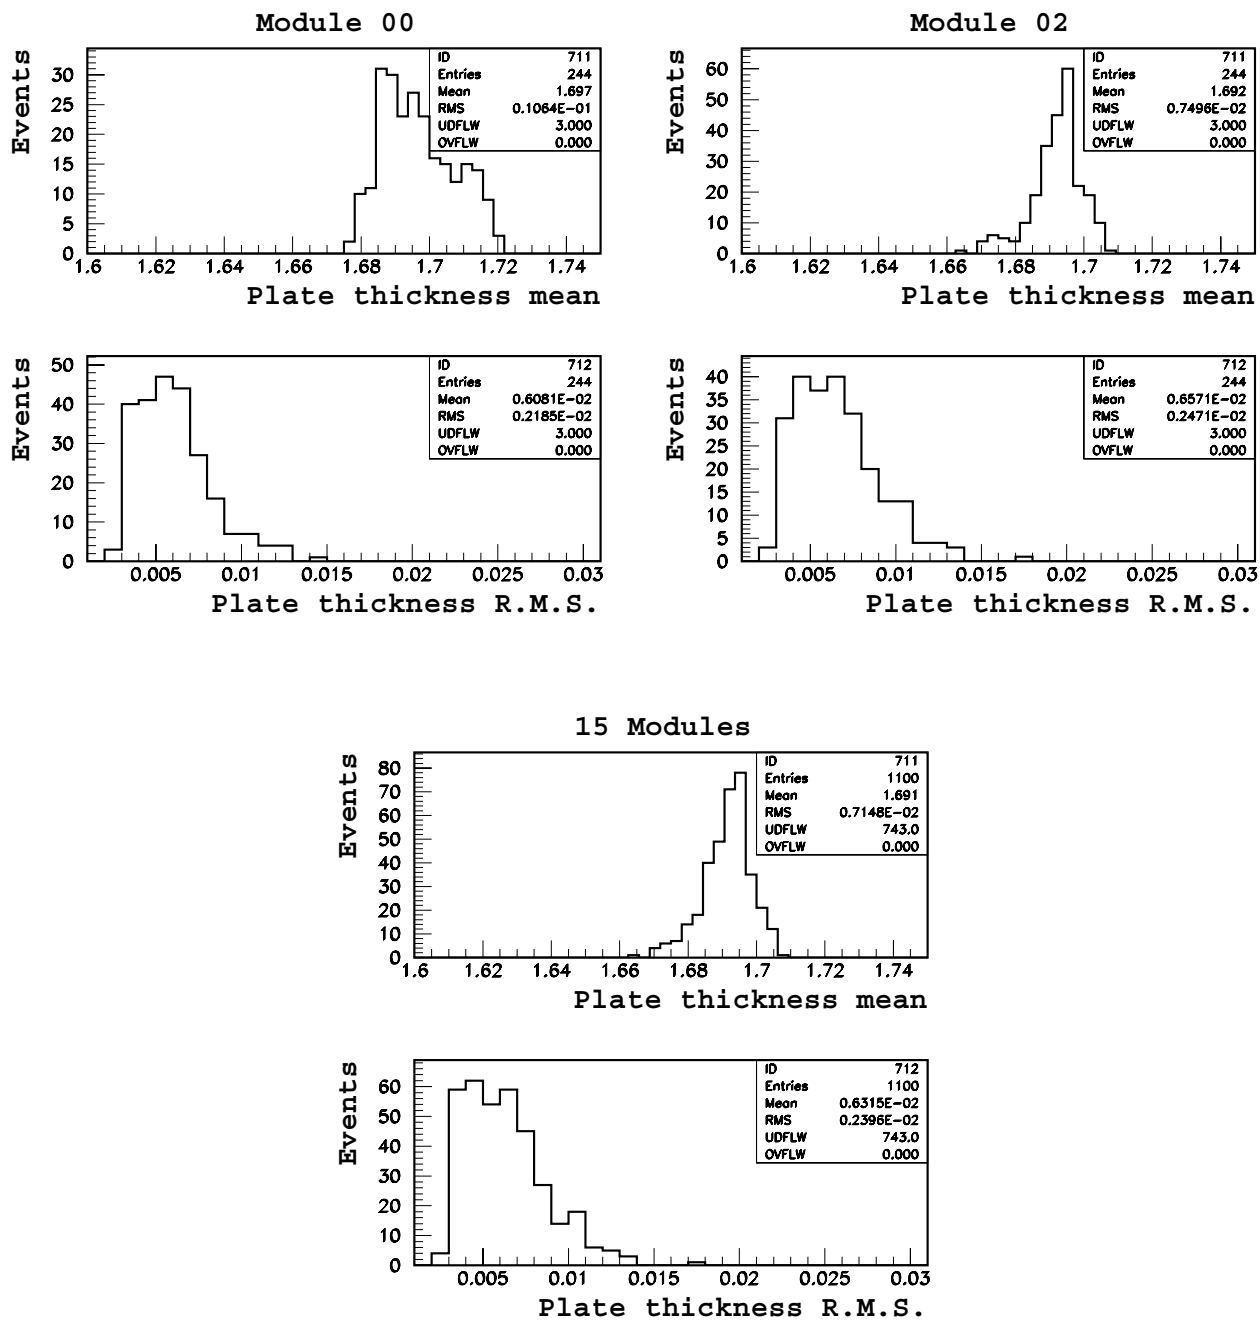 Module 00
Events
30
25
20
15
10
5
0
1.6 1.62 1.64 1.66 1.68 1.7 1.72 1.74
Plate thickness mean
ID 711
Entries 244
Mean 1.697
RMS 0.1064E-01
UDFLW 3.000
OVFLW 0.000
Module 02
Events
60
50
40
30
20
10
0
1.6 1.62 1.64 1.66 1.68 1.7 1.72 1.74
Plate thickness mean
ID 711
Entries 244
Mean 1.692
RMS 0.7496E-02
UDFLW 3.000
OVFLW 0.000
Events
50
40
30
20
10
0
0.005 0.01 0.015 0.02 0.025 0.03
Plate thickness R.M.S.
ID 712
Entries 244
Mean 0.6081E-02
RMS 0.2185E-02
UDFLW 3.000
OVFLW 0.000
Events
40
35
30
25
20
15
10
5
0
0.005 0.01 0.015 0.02 0.025 0.03
Plate thickness R.M.S.
ID 712
Entries 244
Mean 0.6571E-02
RMS 0.2471E-02
UDFLW 3.000
OVFLW 0.000
15 Modules
Events
80
70
60
50
40
30
20
10
0
1.6 1.62 1.64 1.66 1.68 1.7 1.72 1.74
Plate thickness mean
ID 711
Entries 1100
Mean 1.691
RMS 0.7148E-02
UDFLW 743.0
OVFLW 0.000
Events
60
50
40
30
20
10
0
0.005 0.01 0.015 0.02 0.025 0.03
Plate thickness R.M.S.
ID 712
Entries 1100
Mean 0.6315E-02
RMS 0.2396E-02
UDFLW 743.0
OVFLW 0.000